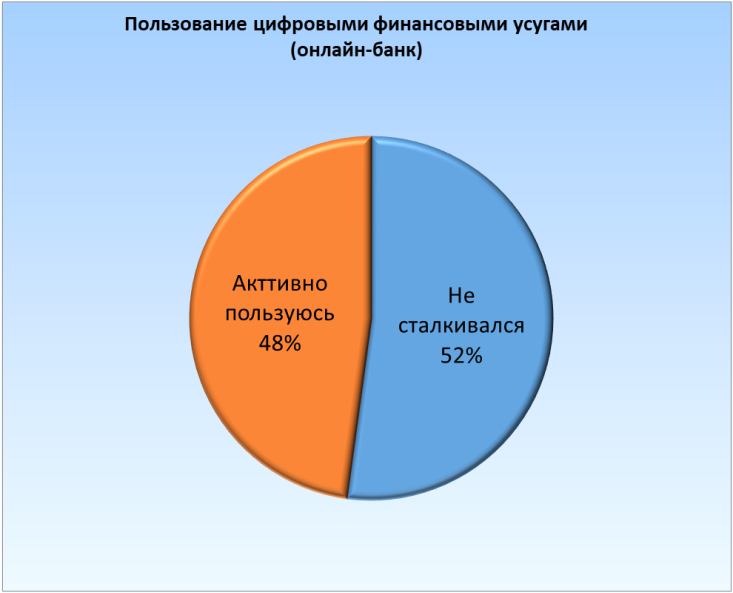 Пользование цифровыми финансовыми усугами
(онлайн-банк)
Акттивно
пользуюсь
48%
Не
сталкивался
52%